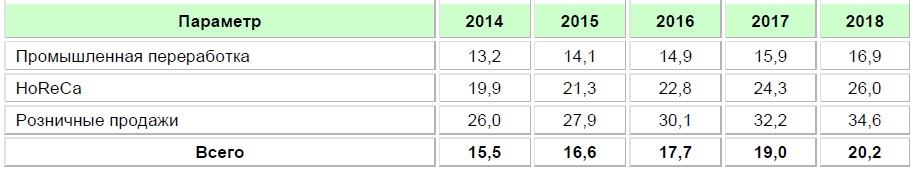 Параметр 2014 2015 2016 2017 2018
Промышленная переработка 13,2 14,1 14,9 15,9 16,9
HoReCa 19,9 21,3 22,8 24,3 26,0
Розничные продажи 26,0 27,9 30,1 32,2 34,6
Всего 15,5 16,6 17,7 19,0 20,2